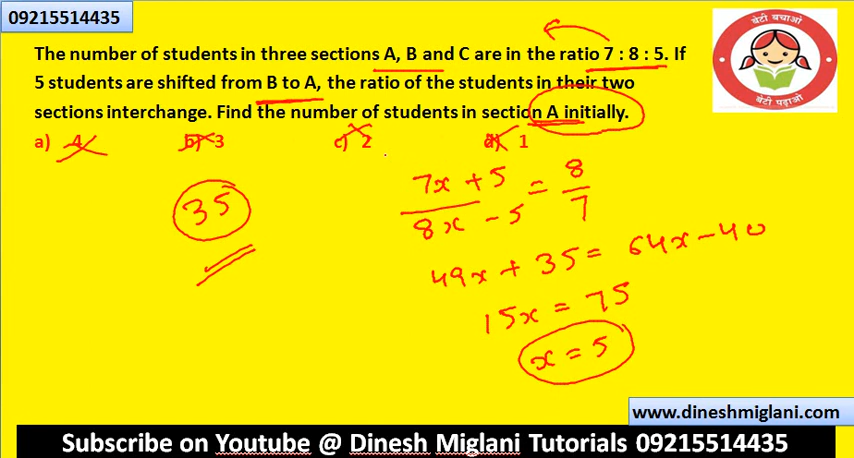 09215514435
The number of students in three sections A, B and C are in the ratio 7 : 8 : 5. If
5 students are shifted from B to A, the ratio of the students in their two
sections interchange. Find the number of students in section A initially.
a) 4 b) 3 c) 2 d) 1
बेटी बचाओ
बेटी पढ़ाओ
35
7x + 5 / 8x - 5 = 8 / 7
49x + 35 = 64x - 40
15x = 75
x = 5
www.dineshmiglani.com
Subscribe on Youtube @ Dinesh Miglani Tutorials 09215514435